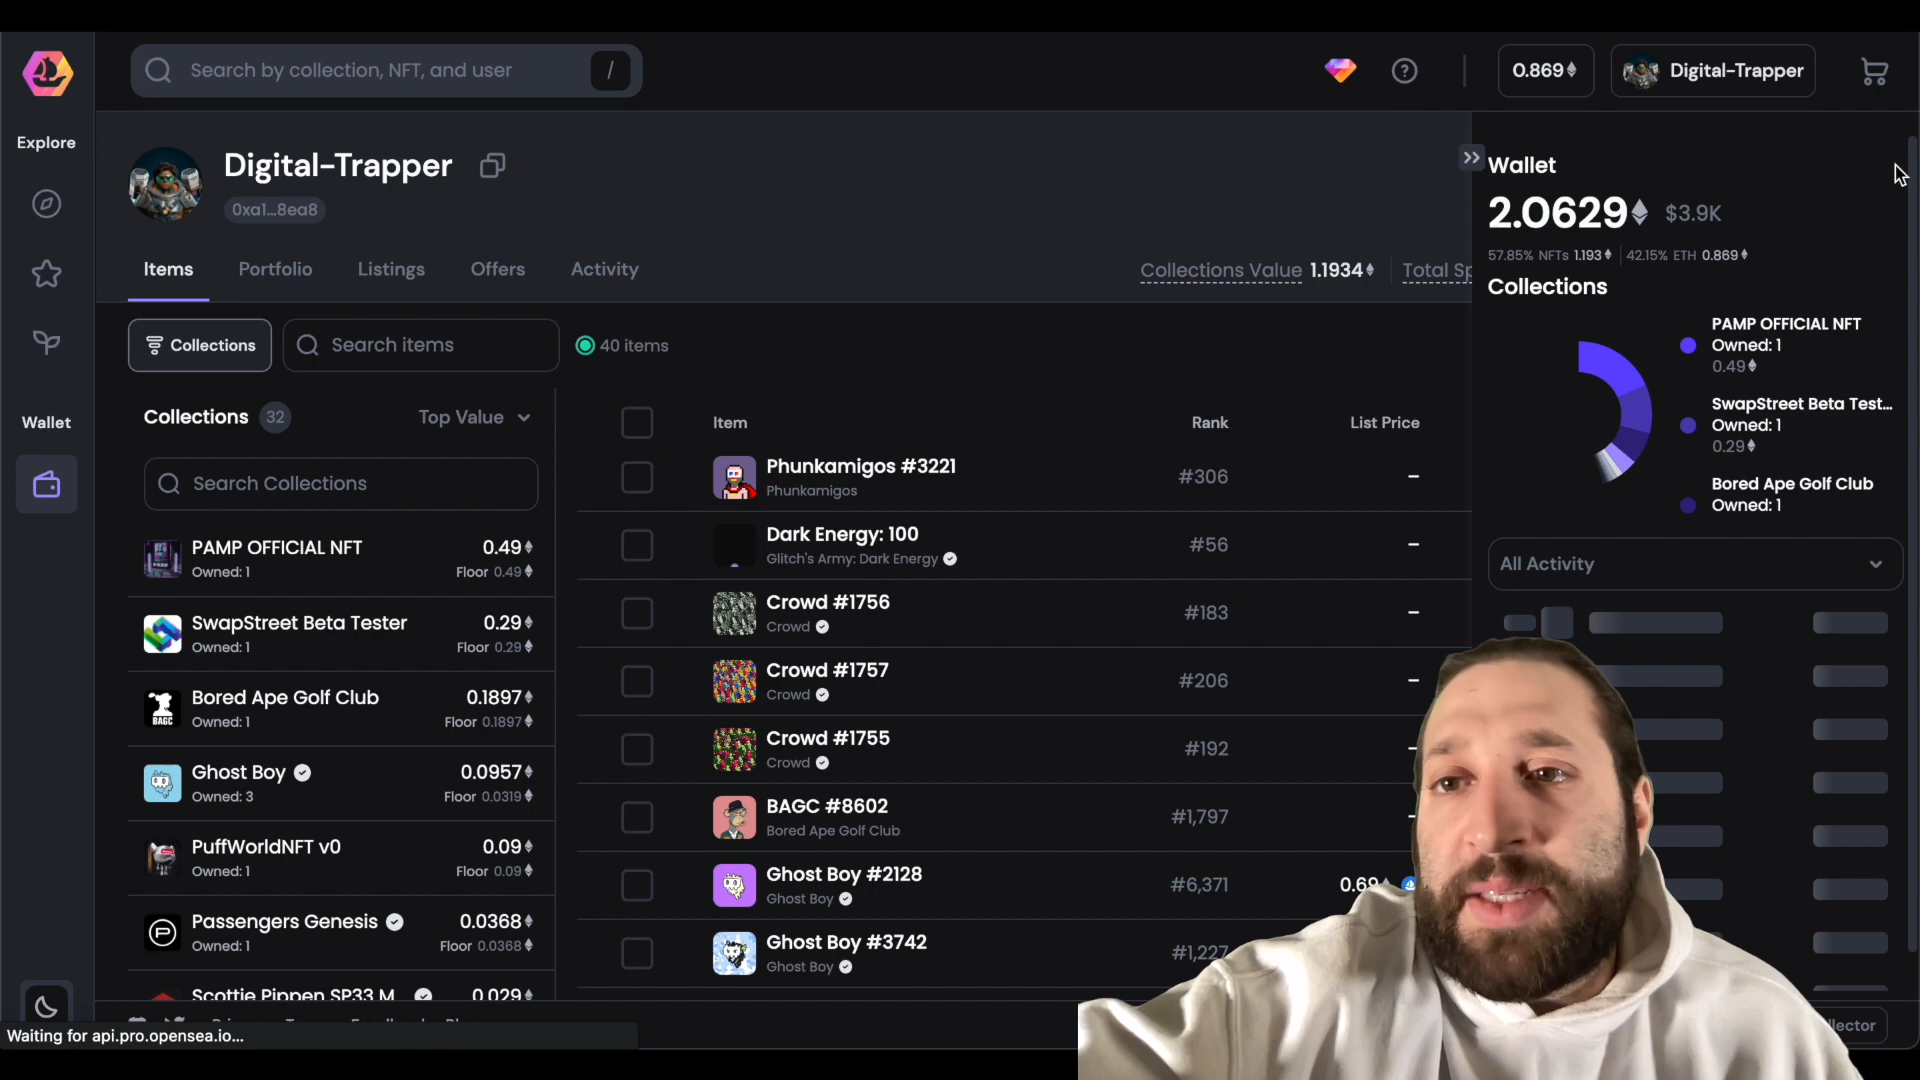 Search by collection, NFT, and user
/
0.869
Digital-Trapper
Explore
Wallet
Digital-Trapper
0xa1...8ea8
Items
Portfolio
Listings
Offers
Activity
Collections Value 1.1934
Total Sp
Collections
Search items
40 items
Collections 32
Top Value
Search Collections
PAMP OFFICIAL NFT 0.49
Owned: 1 Floor 0.49
SwapStreet Beta Tester 0.29
Owned: 1 Floor 0.29
Bored Ape Golf Club 0.1897
Owned: 1 Floor 0.1897
BAGC
Ghost Boy 0.0957
Owned: 3 Floor 0.0319
PuffWorldNFT v0 0.09
Owned: 1 Floor 0.09
Passengers Genesis 0.0368
Owned: 1 Floor 0.0368
Scottie Pippen SP33 M 0.029
Item Rank List Price
Phunkamigos #3221
Phunkamigos
#306 –
Dark Energy: 100
Glitch's Army: Dark Energy
#56 –
Crowd #1756
Crowd
#183 –
Crowd #1757
Crowd
#206 –
Crowd #1755
Crowd
#192
BAGC #8602
Bored Ape Golf Club
#1,797
Ghost Boy #2128
Ghost Boy
#6,371 0.69
Ghost Boy #3742
Ghost Boy
#1,227
Wallet
2.0629 $3.9K
57.85% NFTs 1.193 42.15% ETH 0.869
Collections
PAMP OFFICIAL NFT
Owned: 1
0.49
SwapStreet Beta Test...
Owned: 1
0.29
Bored Ape Golf Club
Owned: 1
All Activity
llector
Waiting for api.pro.opensea.io...